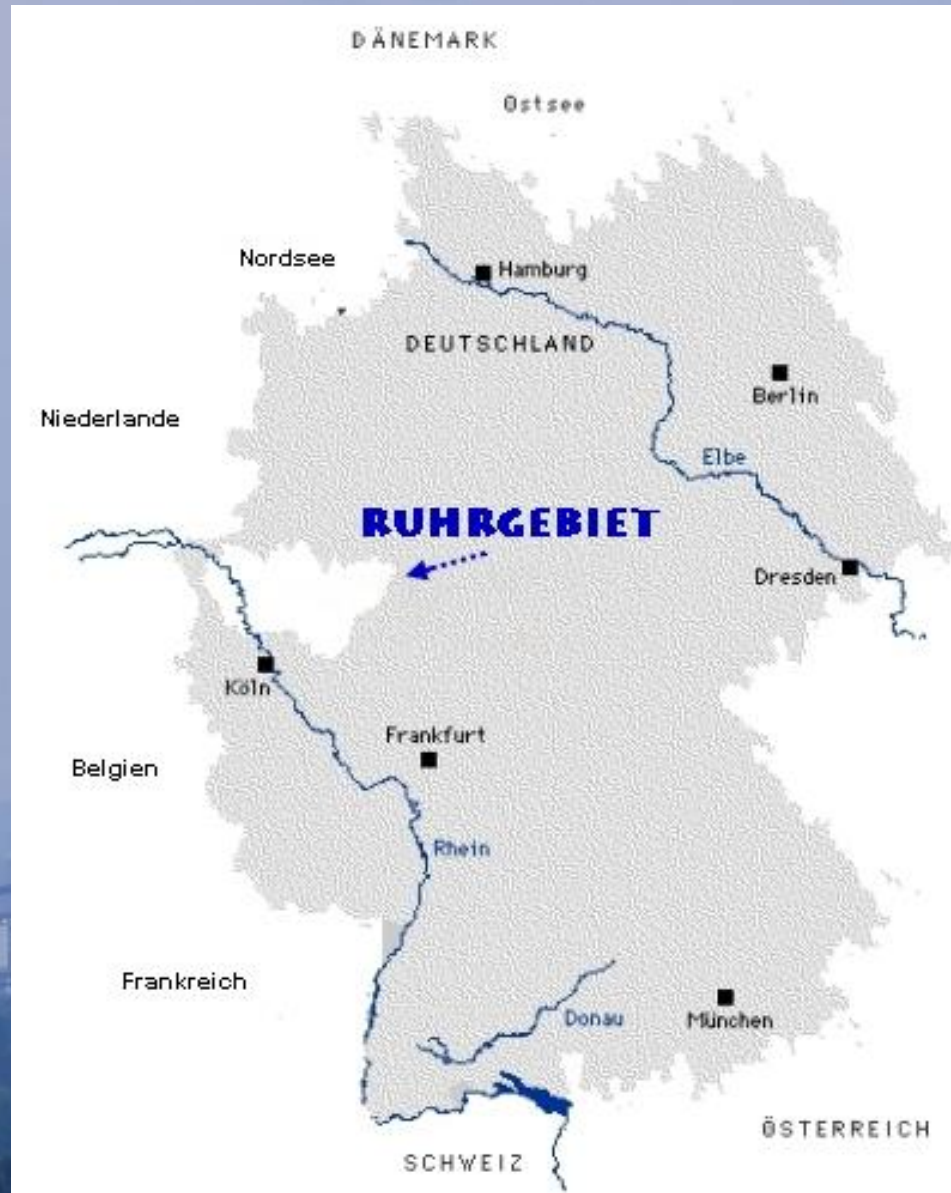 DÄNEMARK
Ostsee
Nordsee
Hamburg
DEUTSCHLAND
Berlin
Niederlande
Elbe
RUHRGEBIET
Dresden
Köln
Frankfurt
Belgien
Rhein
Frankreich
Donau
München
ÖSTERREICH
SCHWEIZ